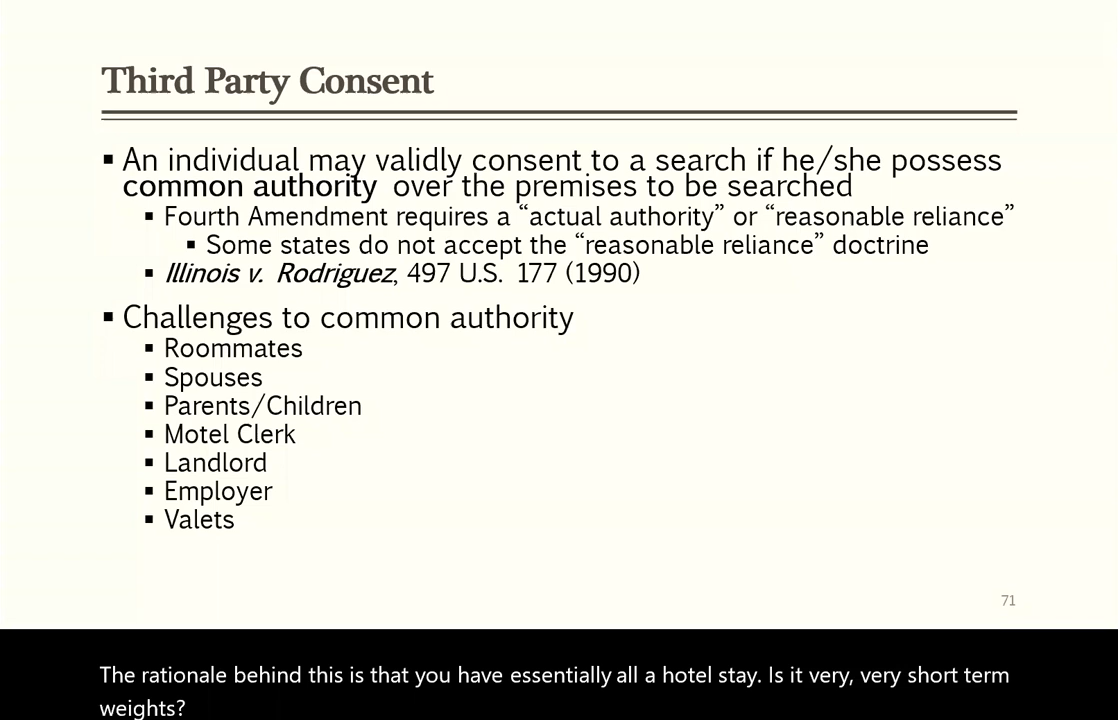 Third Party Consent
▪ An individual may validly consent to a search if he/she possess
common authority over the premises to be searched
▪ Fourth Amendment requires a “actual authority” or “reasonable reliance”
▪ Some states do not accept the “reasonable reliance” doctrine
▪ Illinois v. Rodriguez, 497 U.S. 177 (1990)
▪ Challenges to common authority
▪ Roommates
▪ Spouses
▪ Parents/Children
▪ Motel Clerk
▪ Landlord
▪ Employer
▪ Valets
71
The rationale behind this is that you have essentially all a hotel stay. Is it very, very short term
weights?